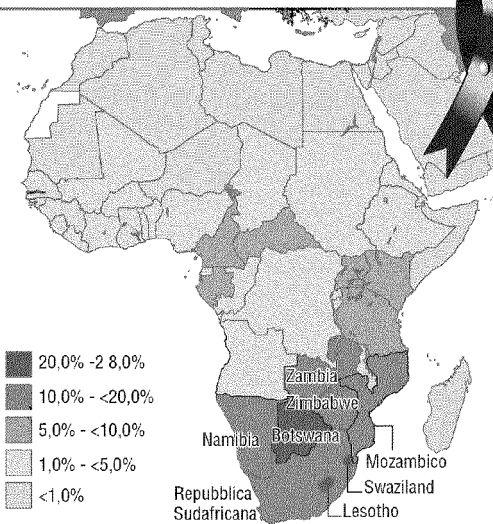 20,0% -2 8,0%
10,0% - <20,0%
5,0% - <10,0%
1,0% - <5,0%
<1,0%
Zambia
Zimbabwe
Namibia
Botswana
Mozambico
Swaziland
Lesotho
Repubblica
Sudafricana